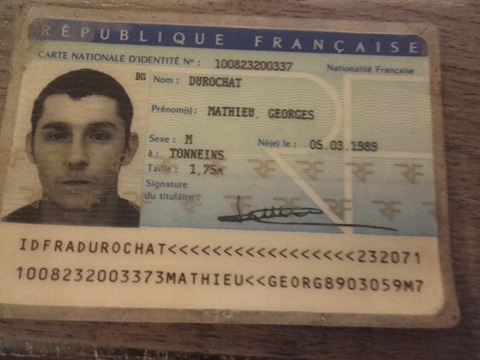 RÉPUBLIQUE FRANÇAISE
CARTE NATIONALE D'IDENTITÉ N° : 100823200337 Nationalité Française
Nom : DUROCHAT
Prénom(s) : MATHIEU, GEORGES
Sexe : M Né(e) le : 05.03.1989
à : TONNEINS
Taille : 1,75m
Signature
du titulaire :
IDFRADUROCHAT<<<<<<<<<<<<<<<<<232071
1008232003373MATHIEU<<GEORG8903059M7